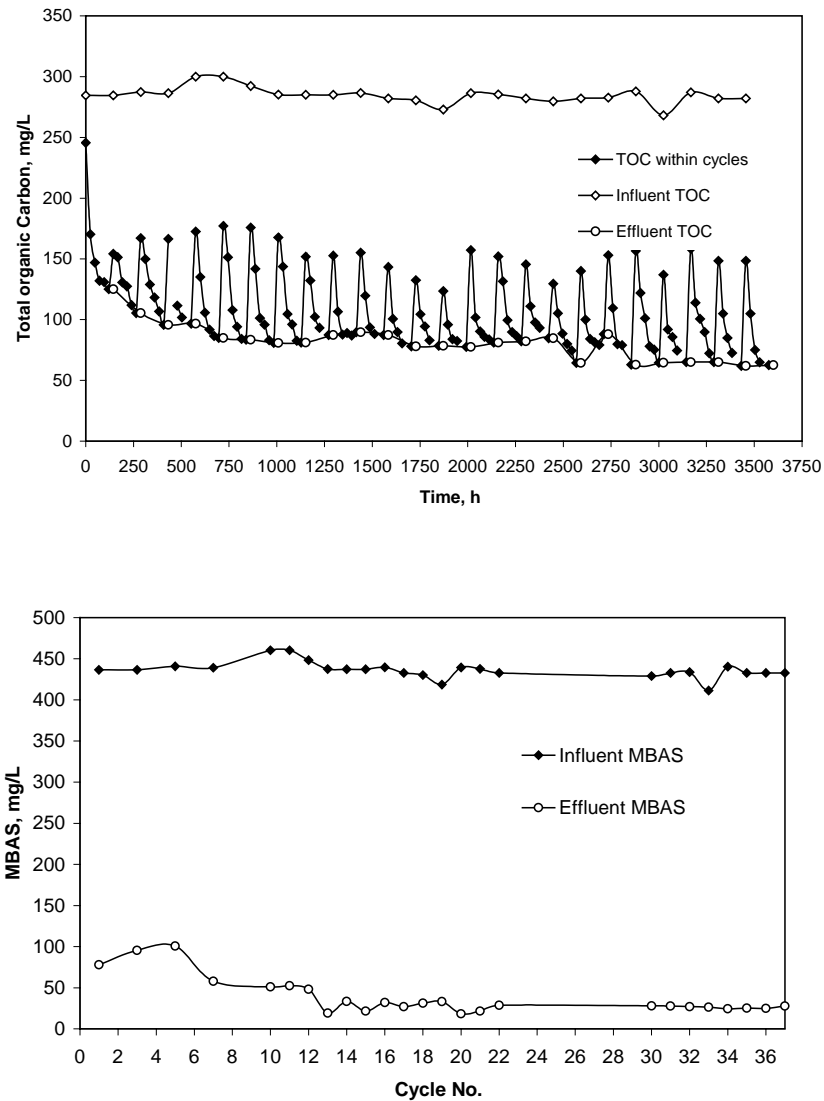 350
300
250
200
150
100
50
0
Total organic Carbon, mg/L
TOC within cycles
Influent TOC
Effluent TOC
0 250 500 750 1000 1250 1500 1750 2000 2250 2500 2750 3000 3250 3500 3750
Time, h
500
450
400
350
300
250
200
150
100
50
0
MBAS, mg/L
Influent MBAS
Effluent MBAS
0 2 4 6 8 10 12 14 16 18 20 22 24 26 28 30 32 34 36
Cycle No.